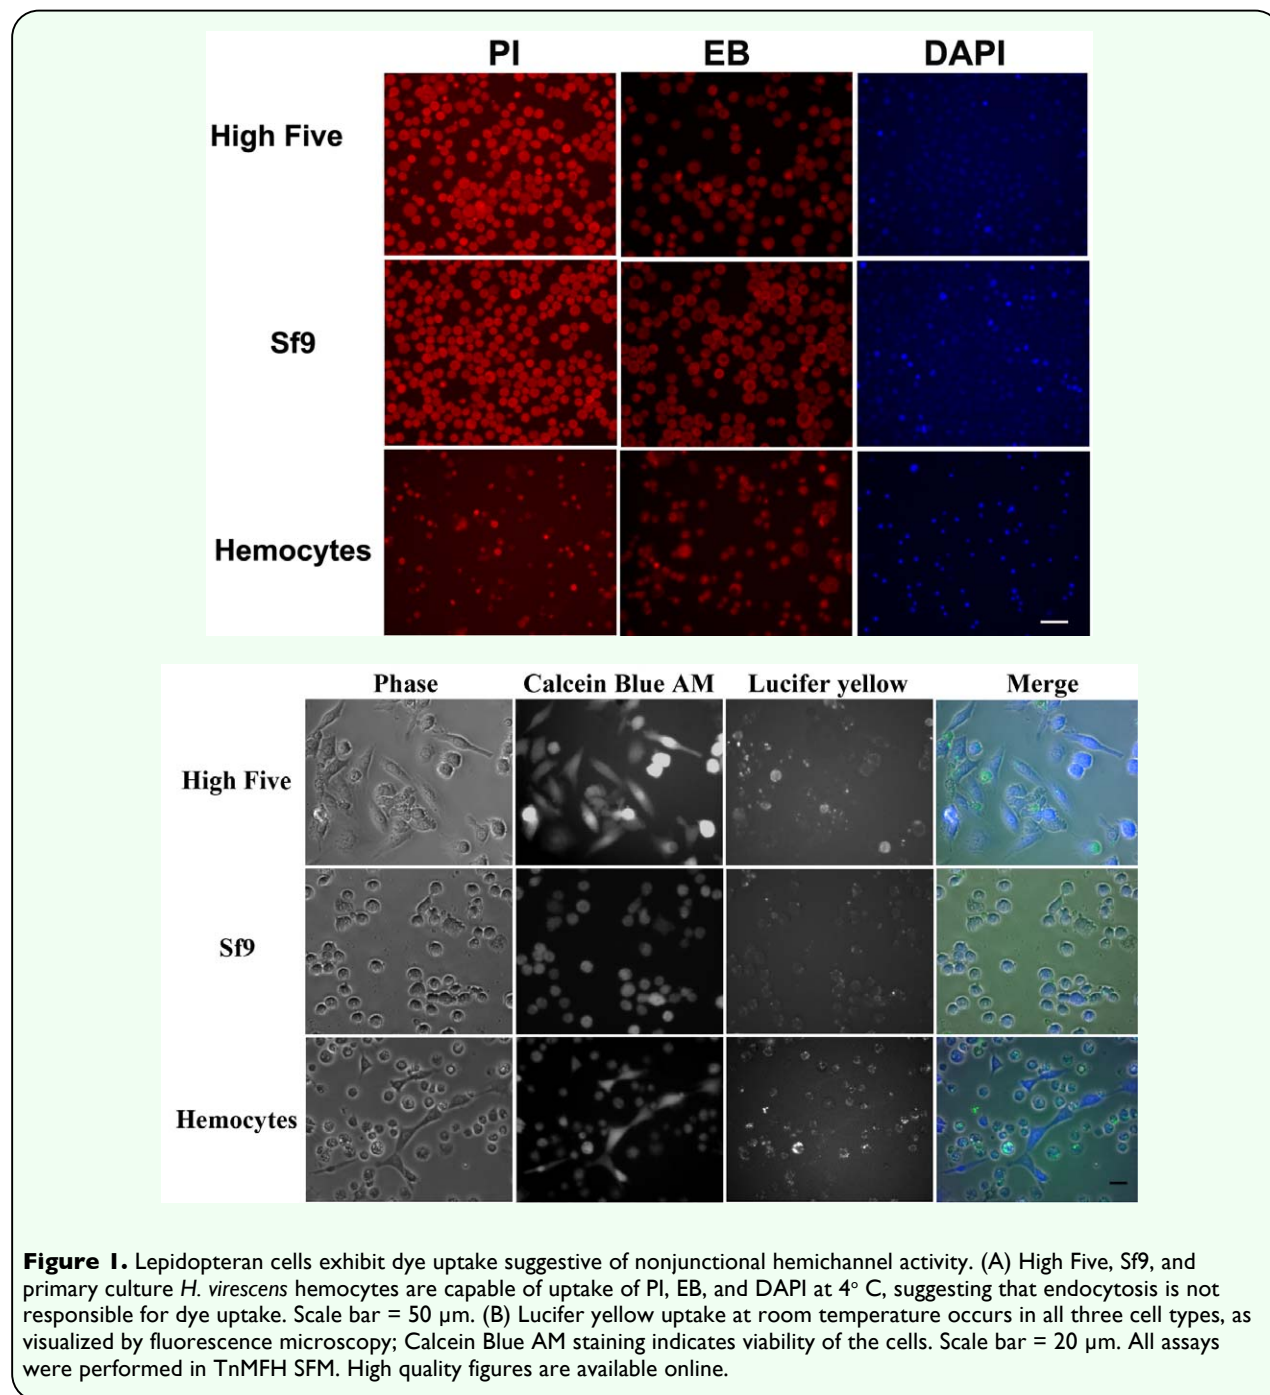 PI EB DAPI
High Five
Sf9
Hemocytes
Phase Calcein Blue AM Lucifer yellow Merge
High Five
Sf9
Hemocytes
Figure 1. Lepidopteran cells exhibit dye uptake suggestive of nonjunctional hemichannel activity. (A) High Five, Sf9, and
primary culture H. virescens hemocytes are capable of uptake of PI, EB, and DAPI at 4° C, suggesting that endocytosis is not
responsible for dye uptake. Scale bar = 50 µm. (B) Lucifer yellow uptake at room temperature occurs in all three cell types, as
visualized by fluorescence microscopy; Calcein Blue AM staining indicates viability of the cells. Scale bar = 20 µm. All assays
were performed in TnMFH SFM. High quality figures are available online.